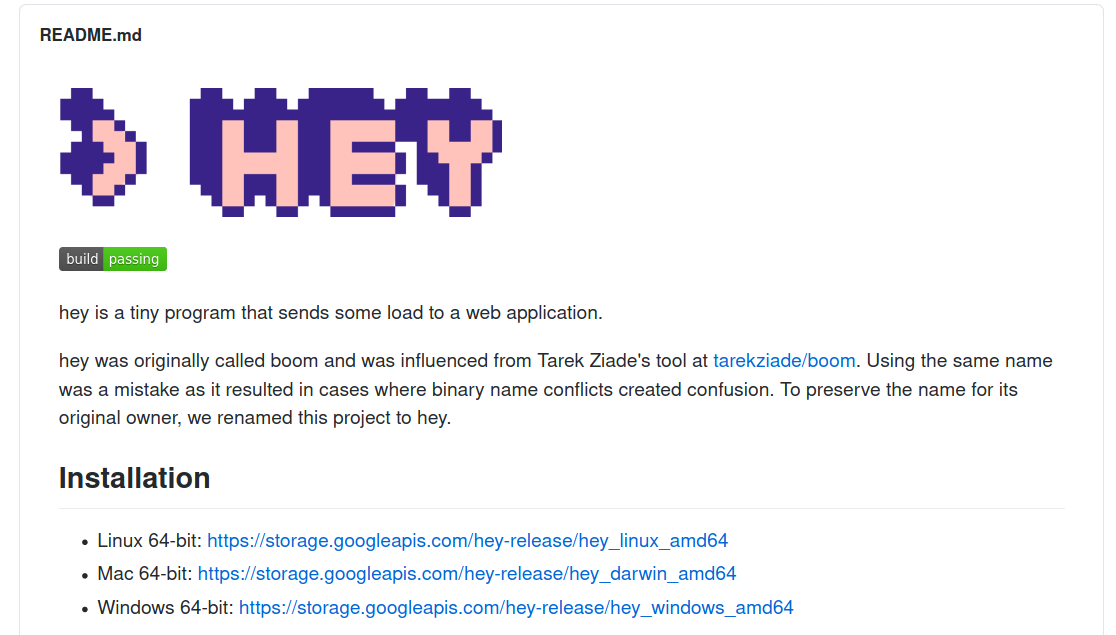 README.md
> HEY
build passing
hey is a tiny program that sends some load to a web application.
hey was originally called boom and was influenced from Tarek Ziade's tool at tarekziade/boom. Using the same name
was a mistake as it resulted in cases where binary name conflicts created confusion. To preserve the name for its
original owner, we renamed this project to hey.
Installation
• Linux 64-bit: https://storage.googleapis.com/hey-release/hey_linux_amd64
• Mac 64-bit: https://storage.googleapis.com/hey-release/hey_darwin_amd64
• Windows 64-bit: https://storage.googleapis.com/hey-release/hey_windows_amd64